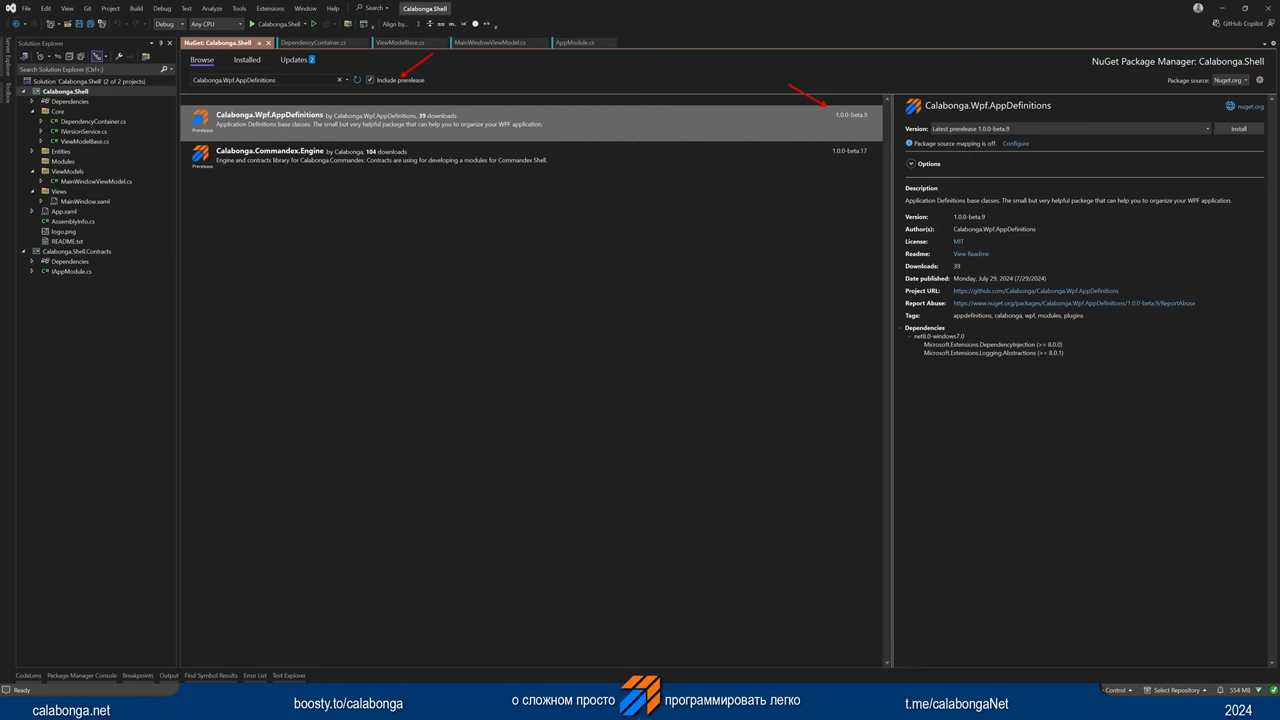 File Edit View Git Project Build Debug Test Analyze Tools Extensions Window Help Search Calabonga.Shell
Debug Any CPU Calabonga.Shell Align by... GitHub Copilot
Server Explorer
Toolbox
Solution Explorer
Search Solution Explorer (Ctrl+;)
Solution 'Calabonga.Shell' (2 of 2 projects)
Calabonga.Shell
Dependencies
Core
DependencyContainer.cs
IVersionService.cs
ViewModelBase.cs
Entities
Modules
ViewModels
MainWindowViewModel.cs
Views
MainWindow.xaml
App.xaml
AssemblyInfo.cs
logo.png
README.txt
Calabonga.Shell.Contracts
Dependencies
IAppModule.cs
NuGet: Calabonga.Shell DependencyContainer.cs ViewModelBase.cs MainWindowViewModel.cs AppModule.cs
Browse Installed Updates 2
NuGet Package Manager: Calabonga.Shell
Calabonga.Wpf.AppDefinitions Include prerelease
Package source: Nuget.org
Calabonga.Wpf.AppDefinitions by Calabonga.Wpf.AppDefinitions, 39 downloads 1.0.0-beta.9
Application Definitions base classes. The small but very helpful package that can help you to organize your WPF application.
Prerelease
Calabonga.Commandex.Engine by Calabonga, 104 downloads 1.0.0-beta.17
Engine and contracts library for Calabonga.Commandex. Contracts are using for developing a modules for Commandex Shell.
Prerelease
Calabonga.Wpf.AppDefinitions nuget.org
Version: Latest prerelease 1.0.0-beta.9 Install
Package source mapping is off. Configure
Options
Description
Application Definitions base classes. The small but very helpful package that can help you to organize your WPF application.
Version: 1.0.0-beta.9
Author(s): Calabonga.Wpf.AppDefinitions
License: MIT
Readme: View Readme
Downloads: 39
Date published: Monday, July 29, 2024 (7/29/2024)
Project URL: https://github.com/Calabonga/Calabonga.Wpf.AppDefinitions
Report Abuse: https://www.nuget.org/packages/Calabonga.Wpf.AppDefinitions/1.0.0-beta.9/ReportAbuse
Tags: appdefinitions, calabonga, wpf, modules, plugins
Dependencies
net8.0-windows7.0
Microsoft.Extensions.DependencyInjection (>= 8.0.0)
Microsoft.Extensions.Logging.Abstractions (>= 8.0.1)
CodeLens Package Manager Console Breakpoints Output Find Symbol Results Error List Test Explorer
Ready
Control Select Repository 554 MB
calabonga.net
boosty.to/calabonga
о сложном просто программировать легко
t.me/calabongaNet
2024